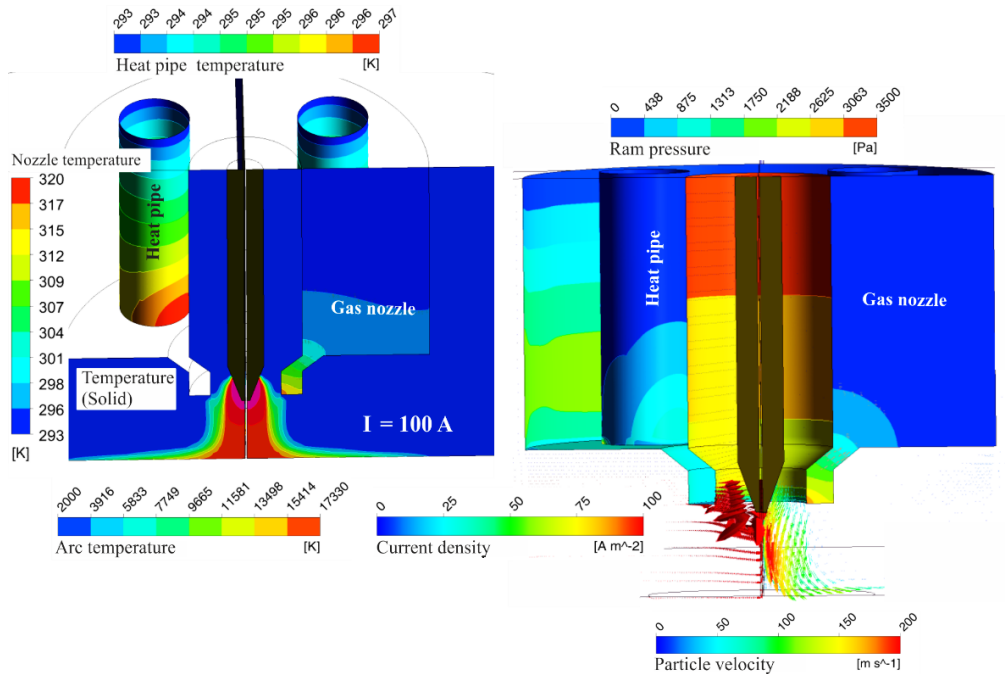 293 293 294 294 295 295 296 296 296 297
Heat pipe temperature [K]
Nozzle temperature
320
317
315
312
309
307
304
301
298
296
293
[K]
Heat pipe
Gas nozzle
Temperature
(Solid)
I = 100 A
2000 3916 5833 7749 9665 11581 13498 15414 17330
Arc temperature [K]
0 25 50 75 100
Current density [A m^-2]
0 438 875 1313 1750 2188 2625 3063 3500
Ram pressure [Pa]
Heat pipe
Gas nozzle
0 50 100 150 200
Particle velocity [m s^-1]